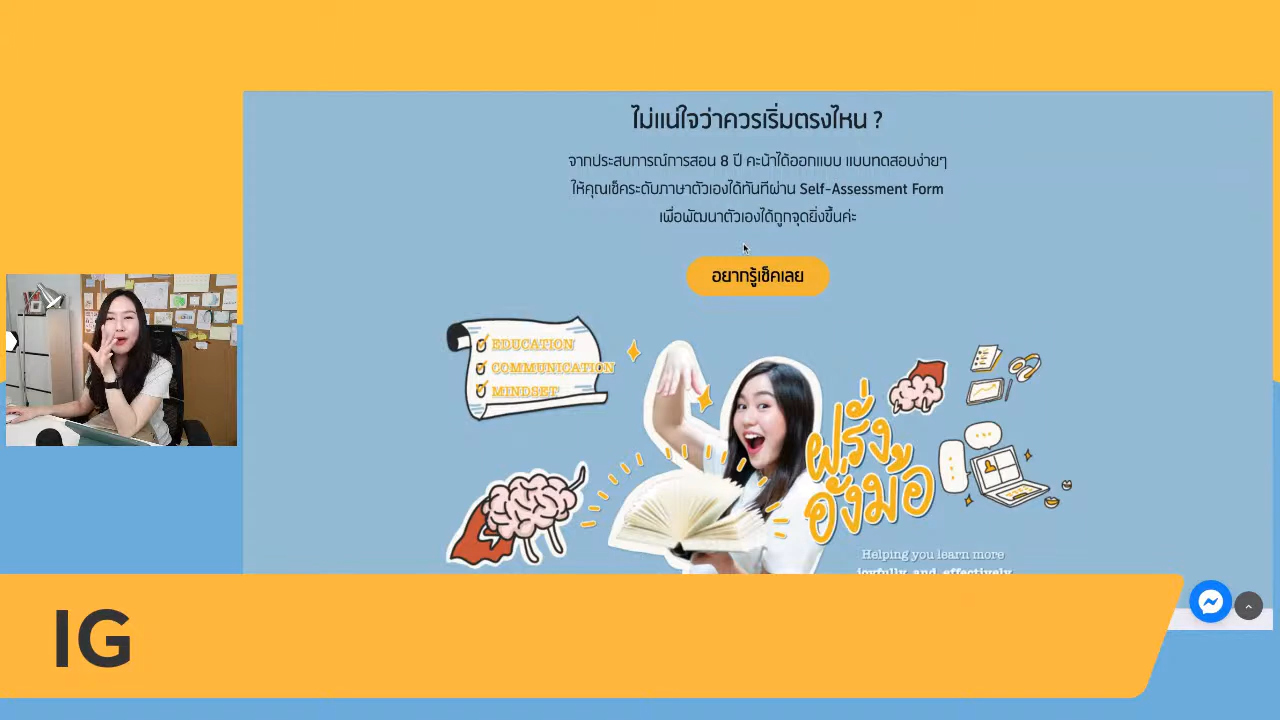 ไม่แน่ใจว่าควรเริ่มตรงไหน ?
จากประสบการณ์การสอน 8 ปี คะน้าได้ออกแบบ แบบทดสอบง่ายๆ
ให้คุณเช็คระดับภาษาตัวเองได้ทันทีผ่าน Self-Assessment Form
เพื่อพัฒนาตัวเองได้ถูกจุดยิ่งขึ้นค่ะ
อยากรู้เช็คเลย
EDUCATION
COMMUNICATION
MINDSET
ฝรั่ง
อั่งม้อ
Helping you learn more
joyfully and effectively
IG